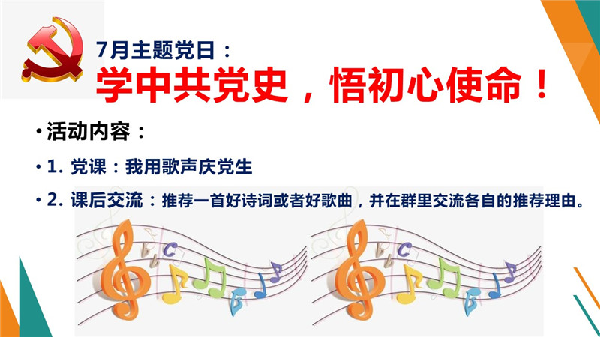 7月主题党日：
学中共党史，悟初心使命！
•活动内容：
•1. 党课：我用歌声庆党生
•2. 课后交流：推荐一首好诗词或者好歌曲，并在群里交流各自的推荐理由。